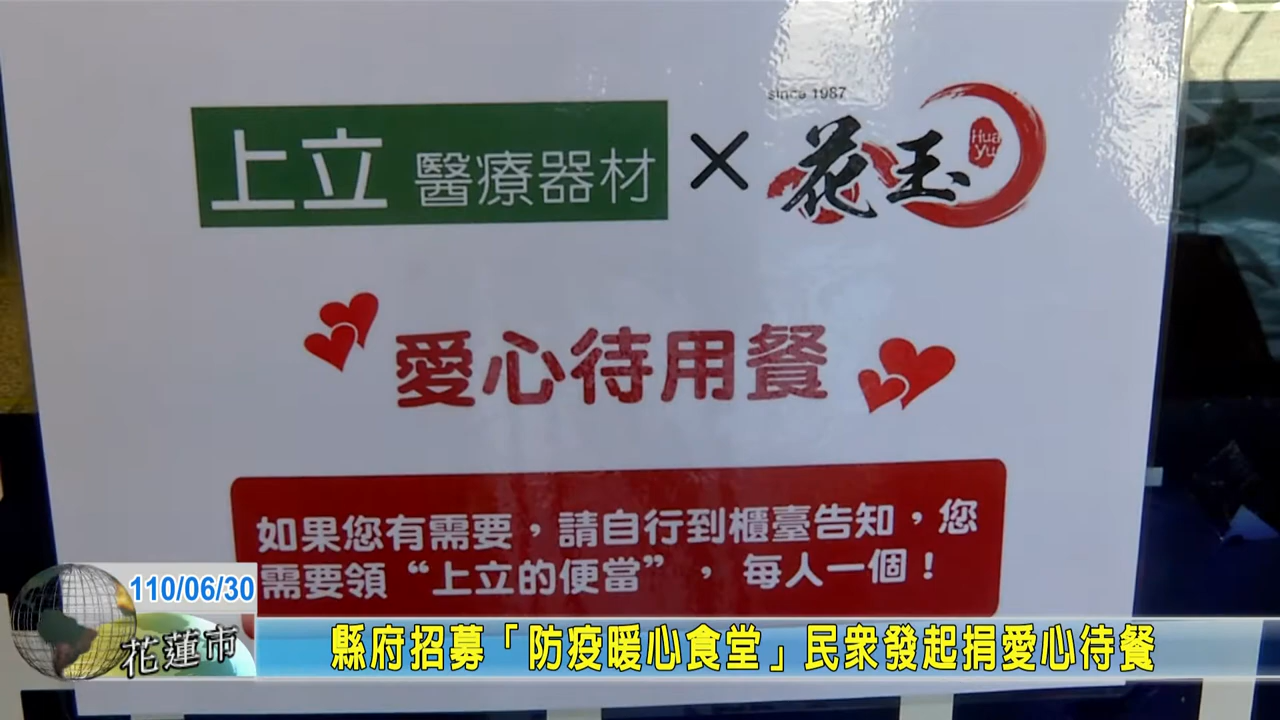 since 1987
上立 醫療器材 × 花玉
Hua
Yu
愛心待用餐
如果您有需要，請自行到櫃臺告知，您
需要領“上立的便當”，每人一個！
110/06/30
花蓮市
縣府招募「防疫暖心食堂」民眾發起捐愛心待餐